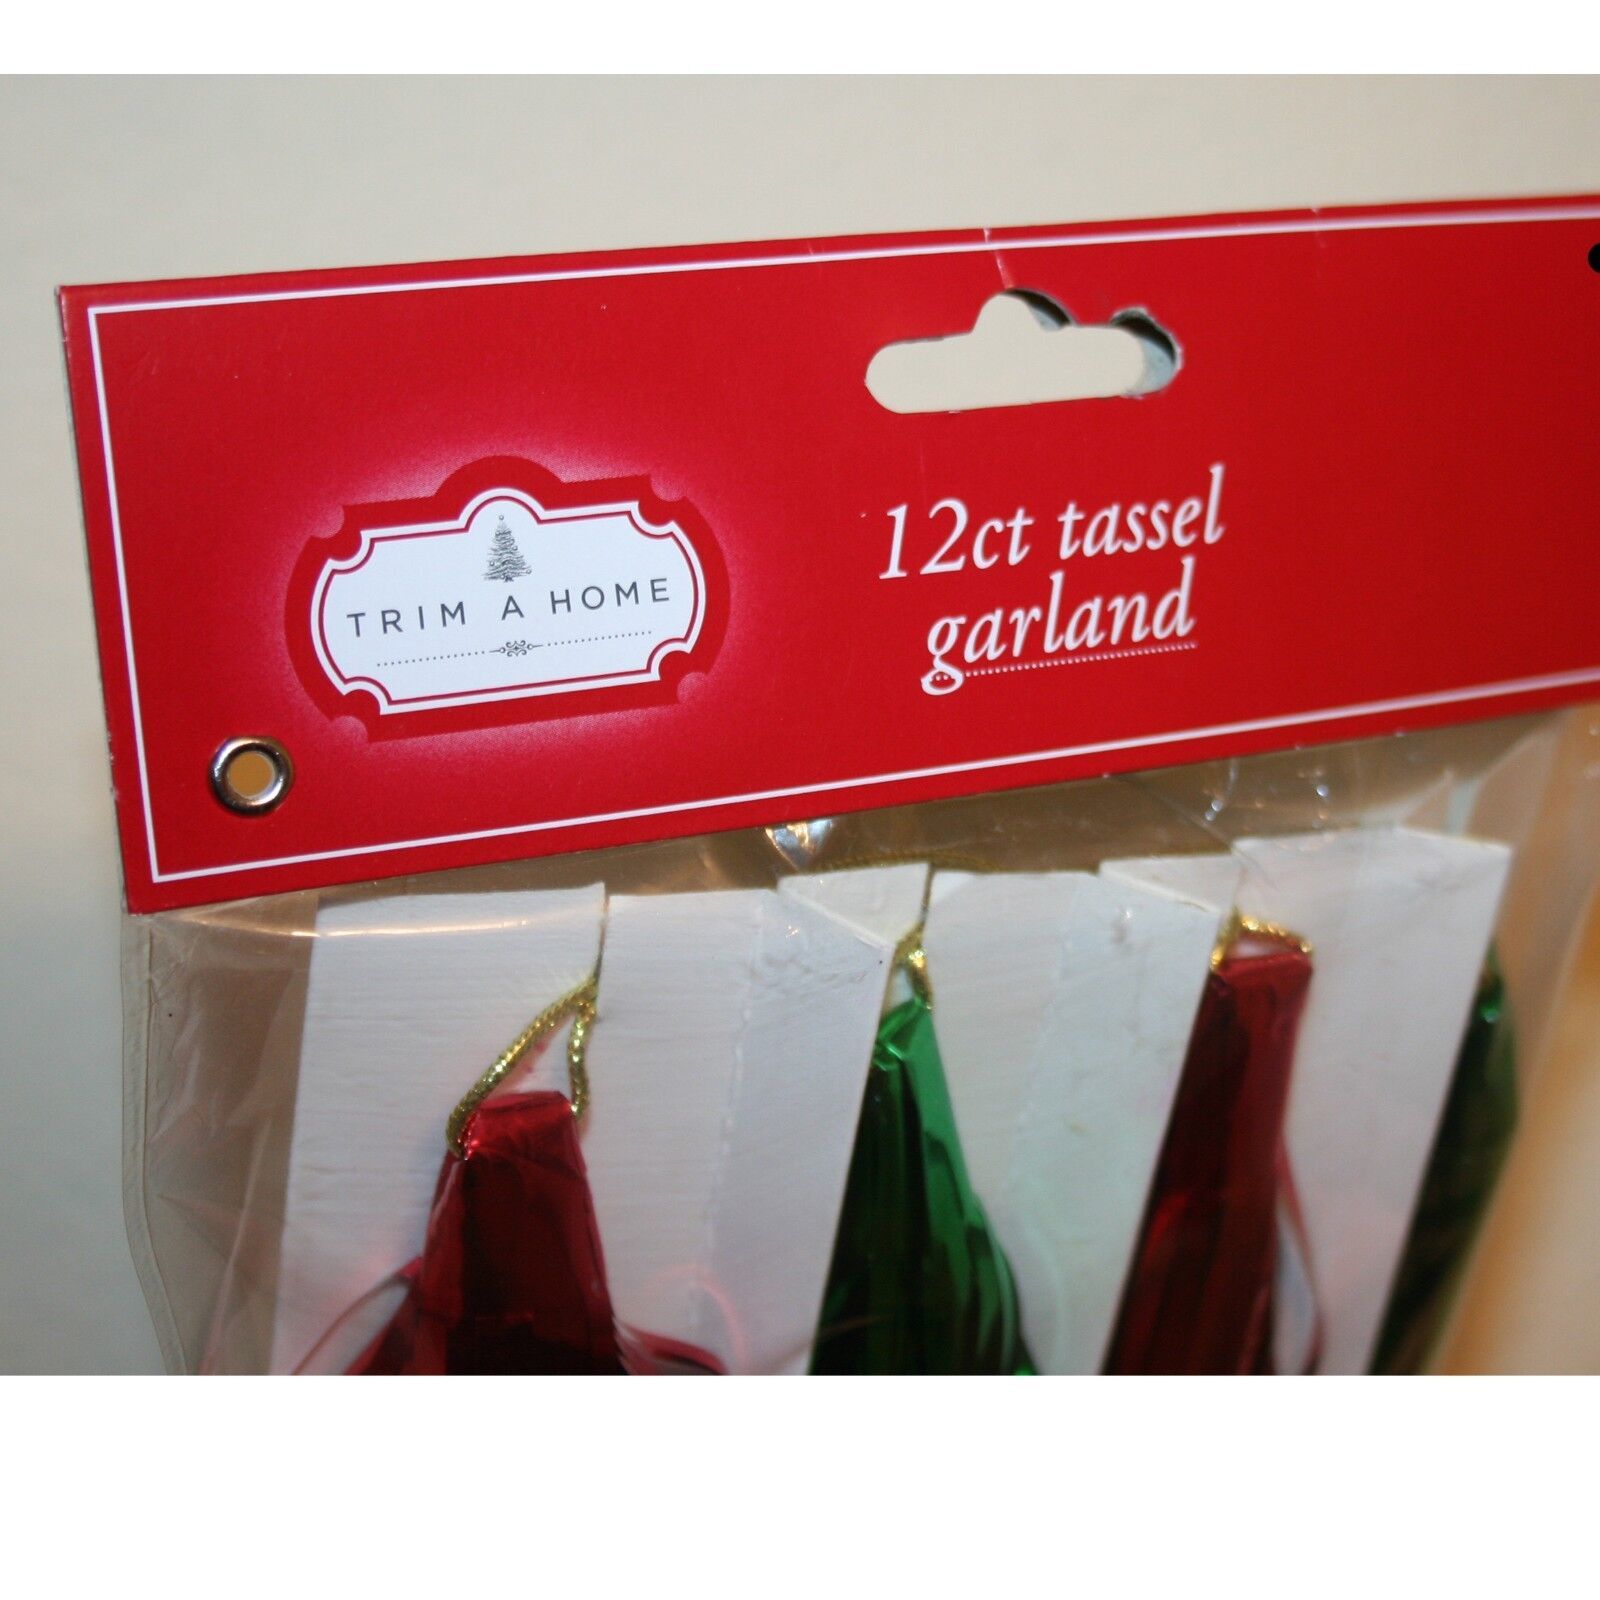 TRIM A HOME
12ct tassel
garland